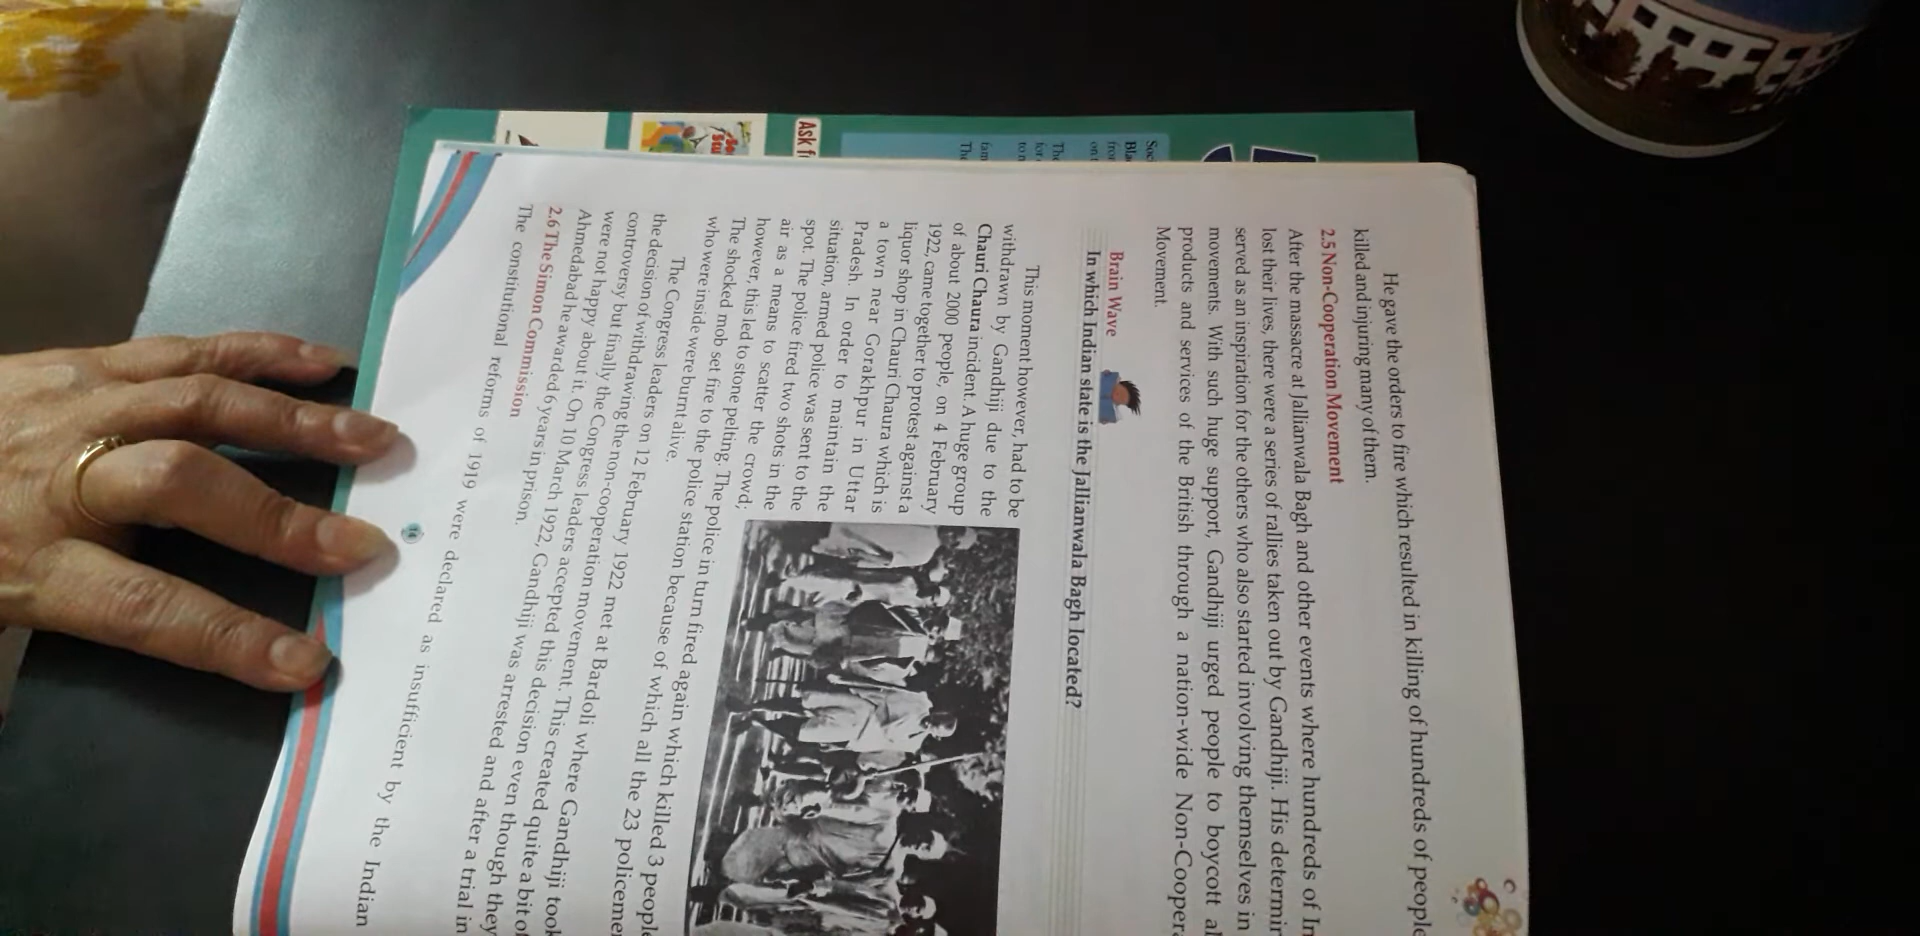 He gave the orders to fire which resulted in killing of hundreds of people
killed and injuring many of them.
2.5 Non-Cooperation Movement
After the massacre at Jallianwala Bagh and other events where hundreds of
lost their lives, there were a series of rallies taken out by Gandhiji. His
served as an inspiration for the others who also started involving themselves in
movements. With such huge support, Gandhiji urged people to boycott
products and services of the British through a nation-wide
Movement.
Brain Wave
In which Indian state is the Jallianwala Bagh located?
This moment however, had to be
withdrawn by Gandhiji due to the
Chauri Chaura incident. A huge group
of about 2000 people, on 4 February
1922, came together to protest against a
liquor shop in Chauri Chaura which is
a town near Gorakhpur in Uttar
Pradesh. In order to maintain the
situation, armed police was sent to the
spot. The police fired two shots in the
air as a means to scatter the crowd;
however, this led to stone pelting. The police in turn fired again which killed 3 people
The shocked mob set fire to the police station because of which all the 23
who were inside were burnt alive.
The Congress leaders on 12 February 1922 met at Bardoli where Gandhiji took
the decision of withdrawing the non-cooperation movement. This created quite a bit of
controversy but finally the Congress leaders accepted this decision even though they
were not happy about it. On 10 March 1922, Gandhiji was arrested and after a trial in
Ahmedabad he awarded 6 years in prison.
2.6 The Simon Commission
The constitutional reforms of 1919 were declared as insufficient by the Indian
Ask